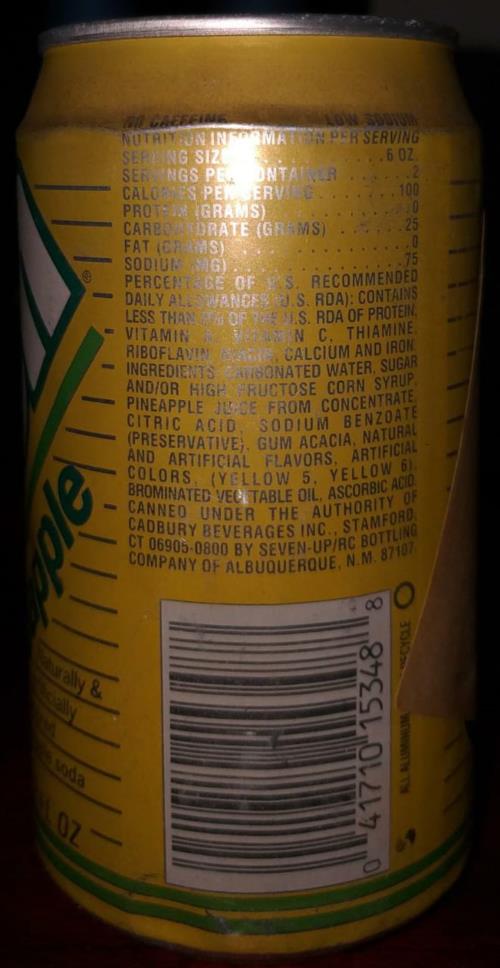 NO CAFFEINE LOW SODIUM
NUTRITION INFORMATION PER SERVING
SERVING SIZE . . . . 6 OZ.
SERVINGS PER CONTAINER . . . . 2
CALORIES PER SERVING . . . . 100
PROTEIN (GRAMS) . . . . 0
CARBOHYDRATE (GRAMS) . . . . 25
FAT (GRAMS) . . . . 0
SODIUM (MG) . . . . 75
PERCENTAGE OF U.S. RECOMMENDED
DAILY ALLOWANCES (U.S. RDA): CONTAINS
LESS THAN 2% OF THE U.S. RDA OF PROTEIN,
VITAMIN A, VITAMIN C, THIAMINE,
RIBOFLAVIN, NIACIN, CALCIUM AND IRON.
INGREDIENTS: CARBONATED WATER, SUGAR
AND/OR HIGH FRUCTOSE CORN SYRUP,
PINEAPPLE JUICE FROM CONCENTRATE,
CITRIC ACID, SODIUM BENZOATE
(PRESERVATIVE), GUM ACACIA, NATURAL
AND ARTIFICIAL FLAVORS, ARTIFICIAL
COLORS, (YELLOW 5, YELLOW 6),
BROMINATED VEGETABLE OIL, ASCORBIC ACID.
CANNED UNDER THE AUTHORITY OF
CADBURY BEVERAGES INC., STAMFORD,
CT 06905-0800 BY SEVEN-UP/RC BOTTLING
COMPANY OF ALBUQUERQUE, N.M. 87107
®
apple
Naturally &
soda
OZ
0 41710 15348 8
ALL ALUMINUM RECYCLE